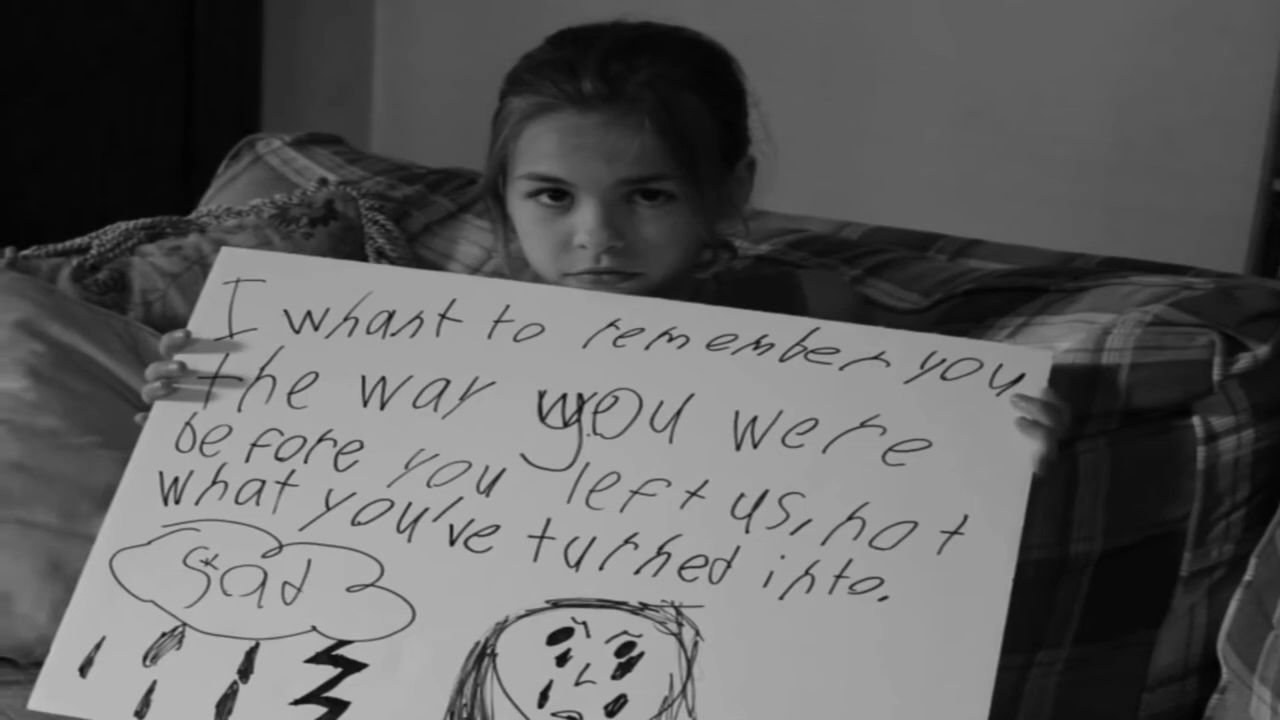 I whant to remember you
the way you were
before you left us, not
what you've turned into.
sad